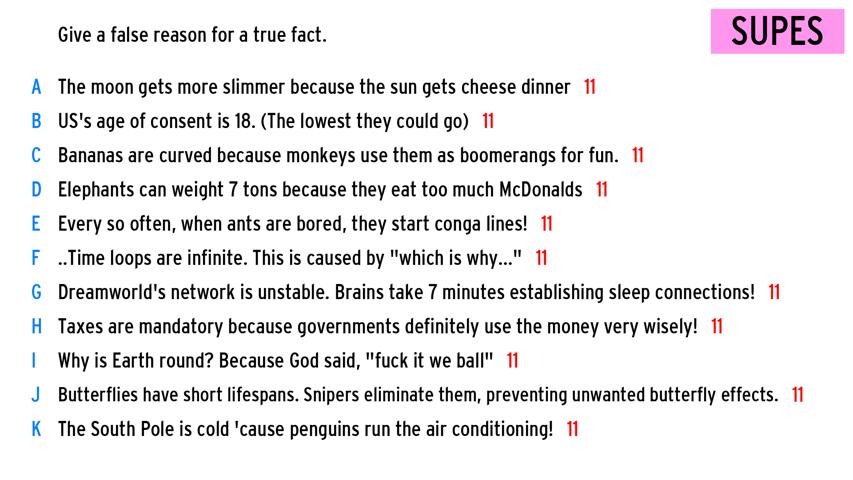 Give a false reason for a true fact.
SUPES
A The moon gets more slimmer because the sun gets cheese dinner 11
B US's age of consent is 18. (The lowest they could go) 11
C Bananas are curved because monkeys use them as boomerangs for fun. 11
D Elephants can weight 7 tons because they eat too much McDonalds 11
E Every so often, when ants are bored, they start conga lines! 11
F ..Time loops are infinite. This is caused by "which is why..." 11
G Dreamworld's network is unstable. Brains take 7 minutes establishing sleep connections! 11
H Taxes are mandatory because governments definitely use the money very wisely! 11
I Why is Earth round? Because God said, "fuck it we ball" 11
J Butterflies have short lifespans. Snipers eliminate them, preventing unwanted butterfly effects. 11
K The South Pole is cold 'cause penguins run the air conditioning! 11